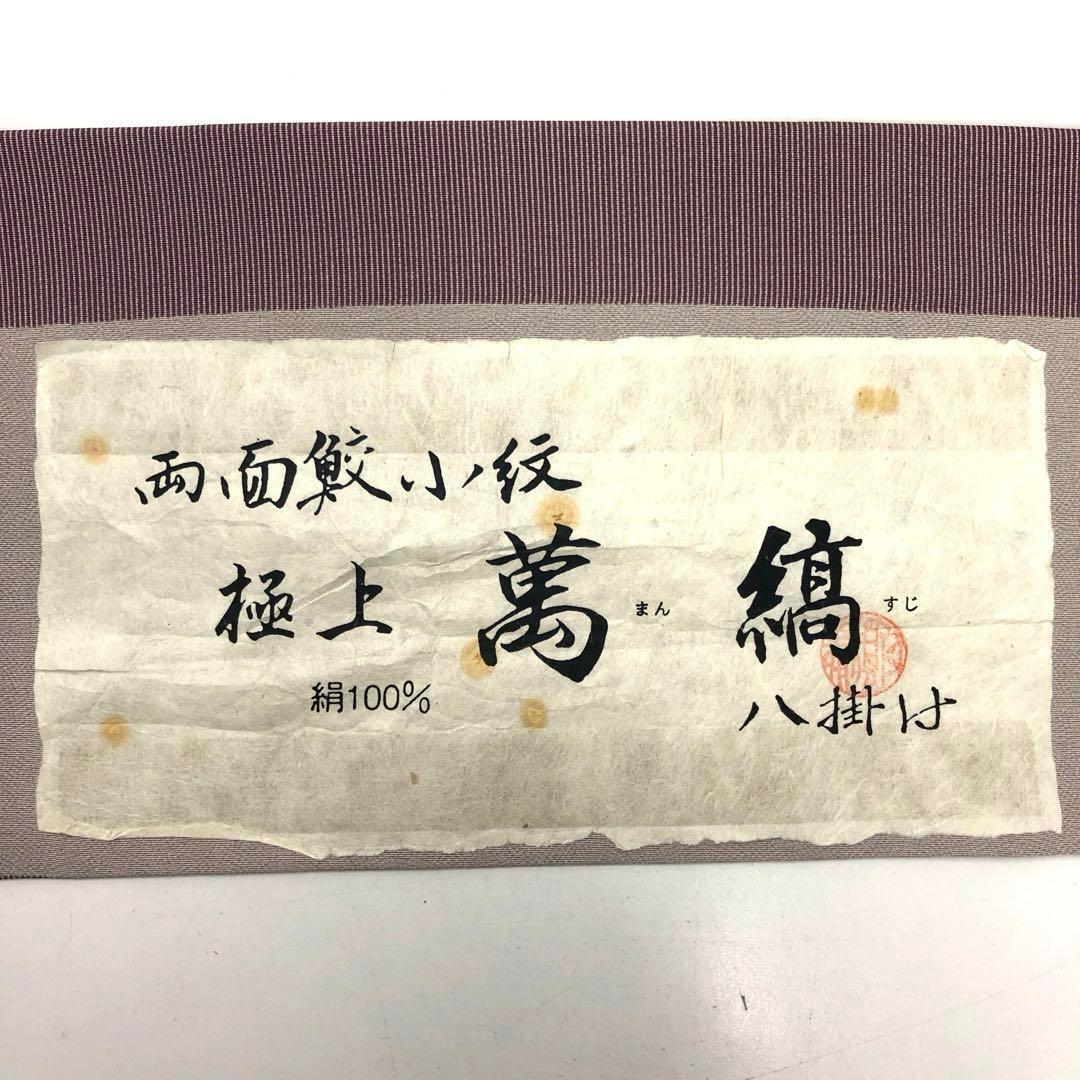 両面鮫小紋
極上 萬 まん 縞 すじ
絹100%
八掛付